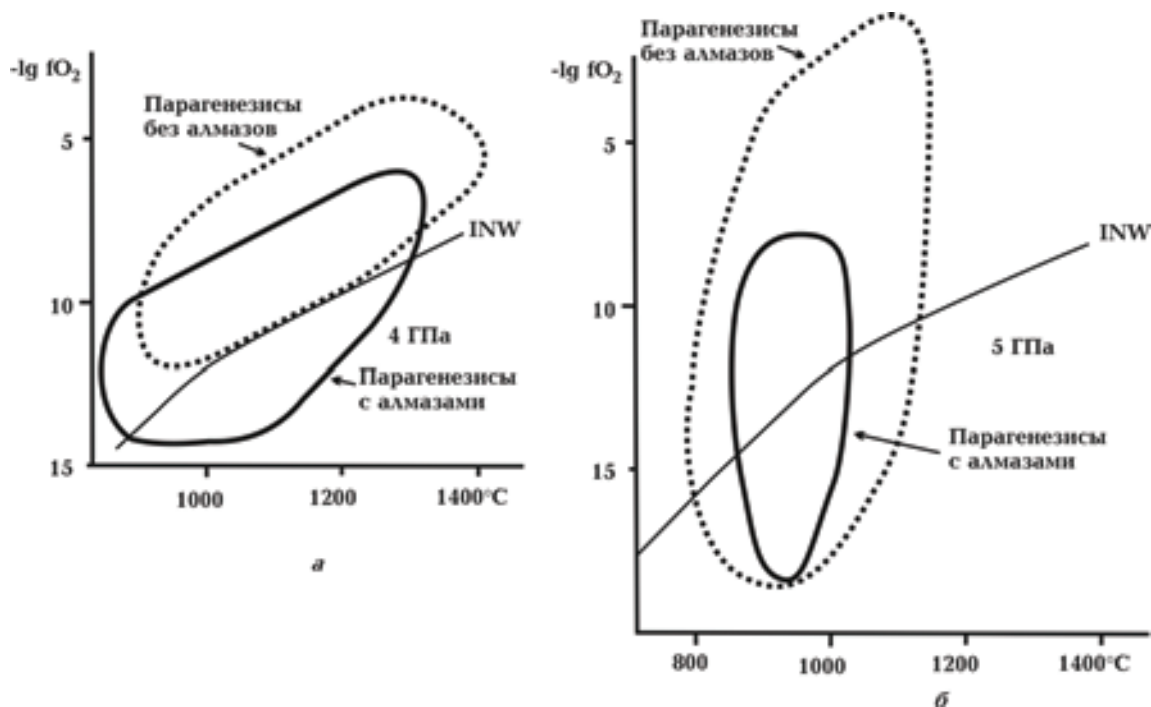 -lg fO₂
Парагенезисы
без алмазов
5
10
15
INW
4 ГПа
Парагенезисы
с алмазами
1000
1200
1400°С
а
Парагенезисы
без алмазов
-lg fO₂
5
10
15
INW
5 ГПа
Парагенезисы
с алмазами
800
1000
1200
1400°С
б